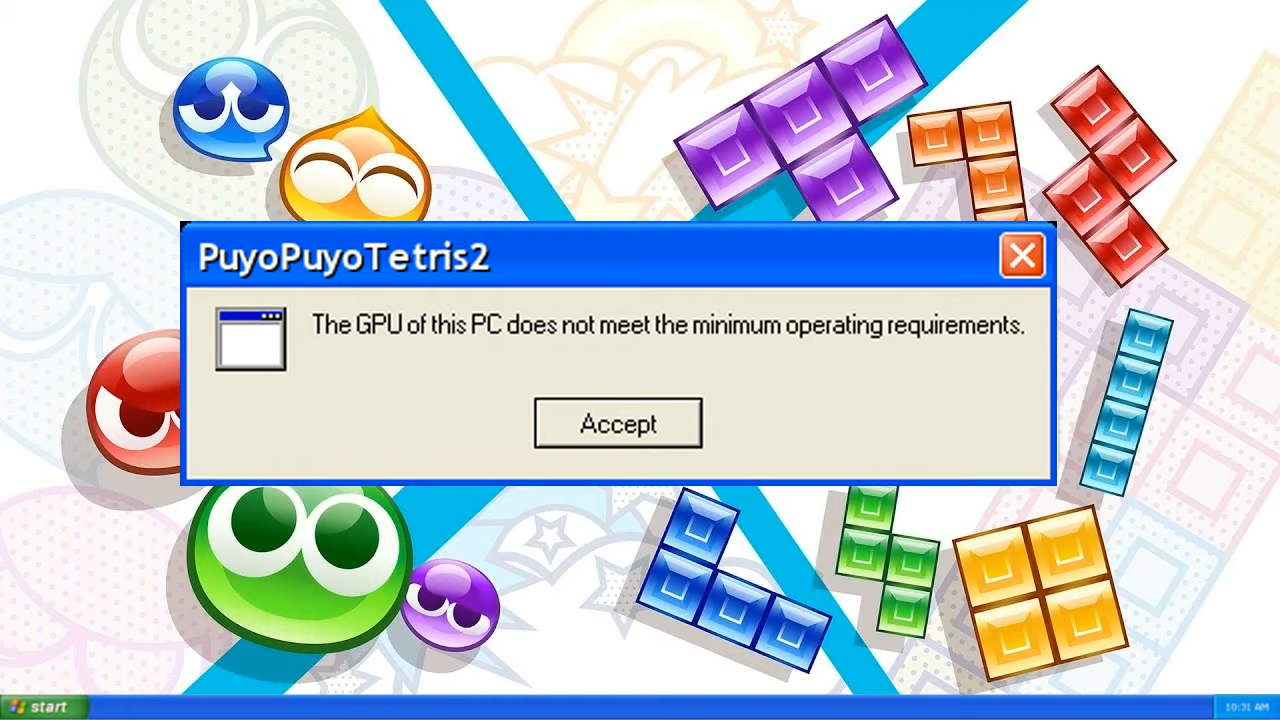 PuyoPuyoTetris2
The GPU of this PC does not meet the minimum operating requirements.
Accept
start
10:31 AM